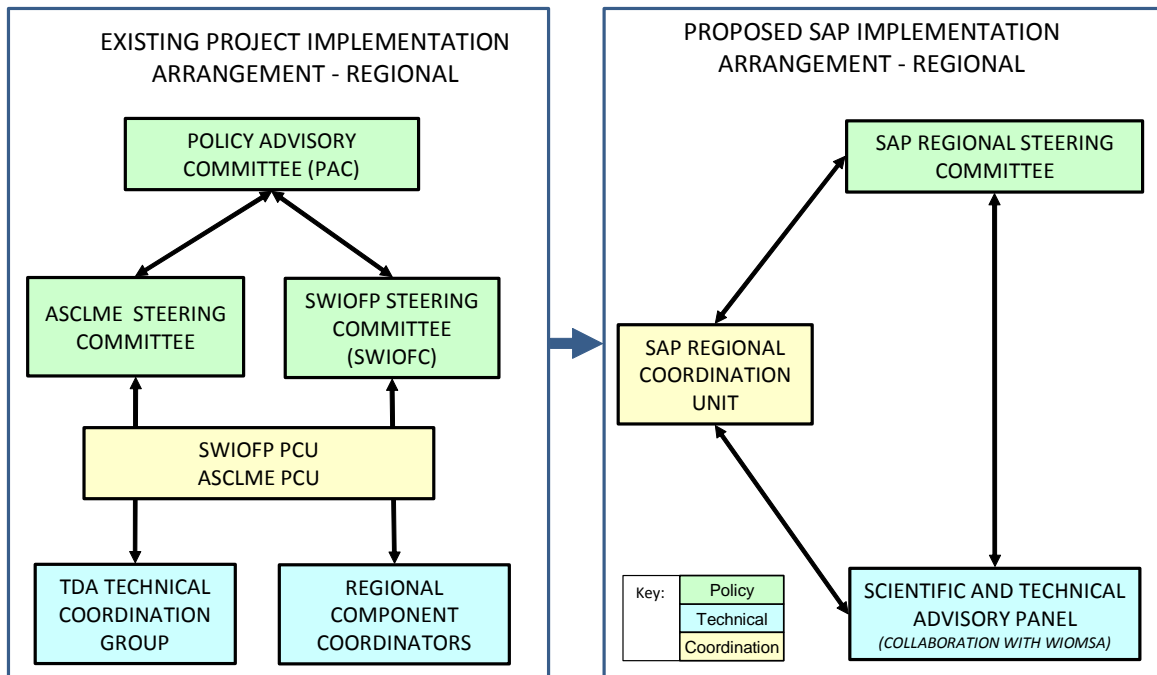 EXISTING PROJECT IMPLEMENTATION
ARRANGEMENT - REGIONAL
POLICY ADVISORY
COMMITTEE (PAC)
ASCLME STEERING
COMMITTEE
SWIOFP STEERING
COMMITTEE
(SWIOFC)
SWIOFP PCU
ASCLME PCU
TDA TECHNICAL
COORDINATION
GROUP
REGIONAL
COMPONENT
COORDINATORS
PROPOSED SAP IMPLEMENTATION
ARRANGEMENT - REGIONAL
SAP REGIONAL STEERING
COMMITTEE
SAP REGIONAL
COORDINATION
UNIT
SCIENTIFIC AND TECHNICAL
ADVISORY PANEL
(COLLABORATION WITH WIOMSA)
Key:
Policy
Technical
Coordination